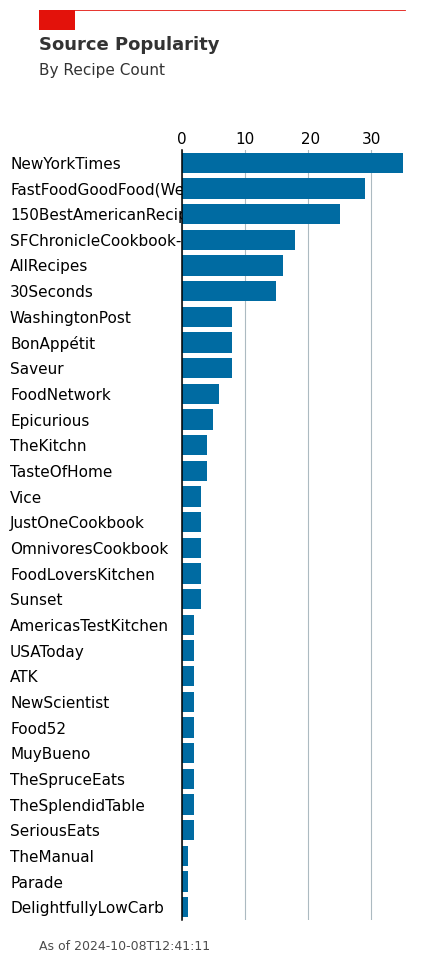 Source Popularity
By Recipe Count
0 10 20 30
NewYorkTimes
FastFoodGoodFood(We
150BestAmericanRecip
SFChronicleCookbook-
AllRecipes
30Seconds
WashingtonPost
BonAppétit
Saveur
FoodNetwork
Epicurious
TheKitchn
TasteOfHome
Vice
JustOneCookbook
OmnivoresCookbook
FoodLoversKitchen
Sunset
AmericasTestKitchen
USAToday
ATK
NewScientist
Food52
MuyBueno
TheSpruceEats
TheSplendidTable
SeriousEats
TheManual
Parade
DelightfullyLowCarb
As of 2024-10-08T12:41:11